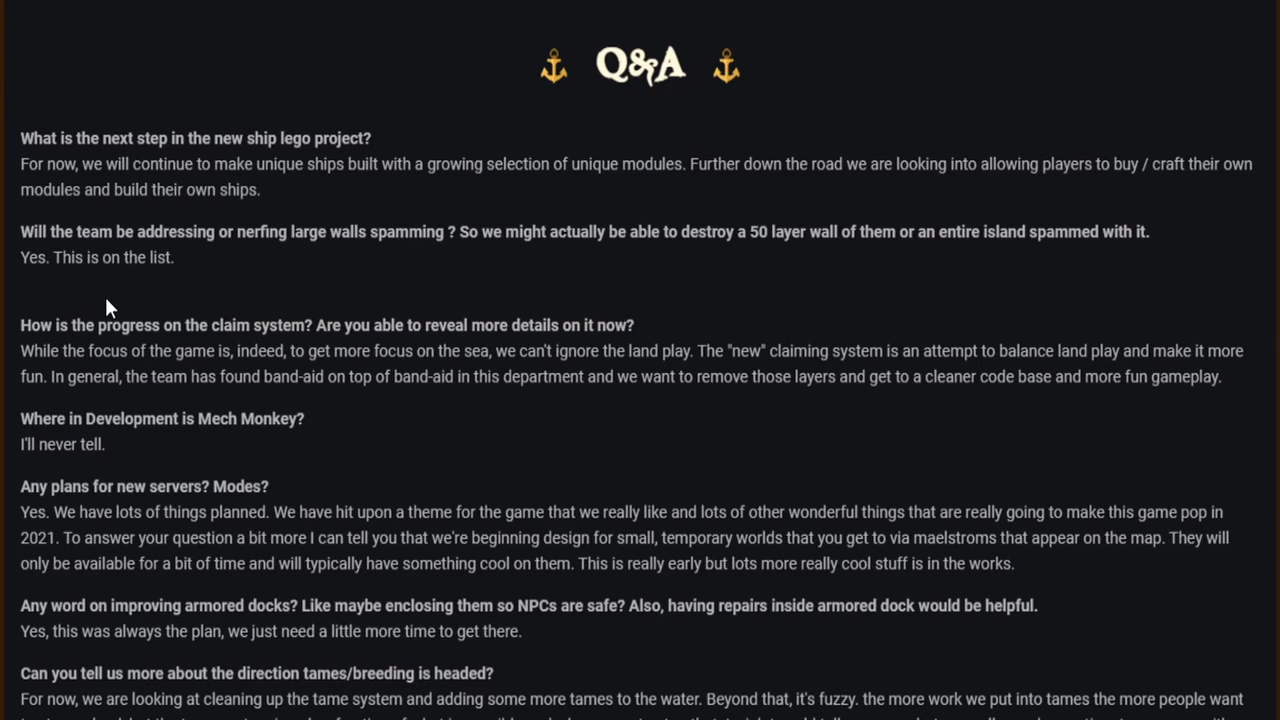 Q&A
What is the next step in the new ship lego project?
For now, we will continue to make unique ships built with a growing selection of unique modules. Further down the road we are looking into allowing players to buy / craft their own
modules and build their own ships.
Will the team be addressing or nerfing large walls spamming ? So we might actually be able to destroy a 50 layer wall of them or an entire island spammed with it.
Yes. This is on the list.
How is the progress on the claim system? Are you able to reveal more details on it now?
While the focus of the game is, indeed, to get more focus on the sea, we can't ignore the land play. The "new" claiming system is an attempt to balance land play and make it more
fun. In general, the team has found band-aid on top of band-aid in this department and we want to remove those layers and get to a cleaner code base and more fun gameplay.
Where in Development is Mech Monkey?
I'll never tell.
Any plans for new servers? Modes?
Yes. We have lots of things planned. We have hit upon a theme for the game that we really like and lots of other wonderful things that are really going to make this game pop in
2021. To answer your question a bit more I can tell you that we're beginning design for small, temporary worlds that you get to via maelstroms that appear on the map. They will
only be available for a bit of time and will typically have something cool on them. This is really early but lots more really cool stuff is in the works.
Any word on improving armored docks? Like maybe enclosing them so NPCs are safe? Also, having repairs inside armored dock would be helpful.
Yes, this was always the plan, we just need a little more time to get there.
Can you tell us more about the direction tames/breeding is headed?
For now, we are looking at cleaning up the tame system and adding some more tames to the water. Beyond that, it's fuzzy. the more work we put into tames the more people want